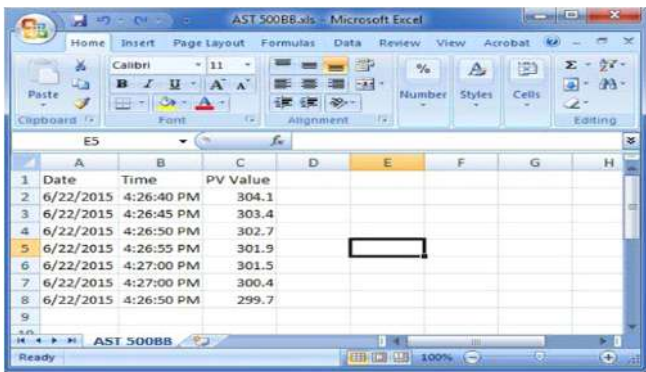 AST 500BB.xls - Microsoft Excel
Home Insert Page Layout Formulas Data Review View Acrobat
Calibri 11
Paste B I U A A % A Number Styles Cells Σ
Clipboard Font Alignment Editing
E5 fx
A B C D E F G H
1 Date Time PV Value
2 6/22/2015 4:26:40 PM 304.1
3 6/22/2015 4:26:45 PM 303.4
4 6/22/2015 4:26:50 PM 302.7
5 6/22/2015 4:26:55 PM 301.9
6 6/22/2015 4:27:00 PM 301.5
7 6/22/2015 4:27:00 PM 300.4
8 6/22/2015 4:26:50 PM 299.7
9
10
AST 500BB
Ready 100%